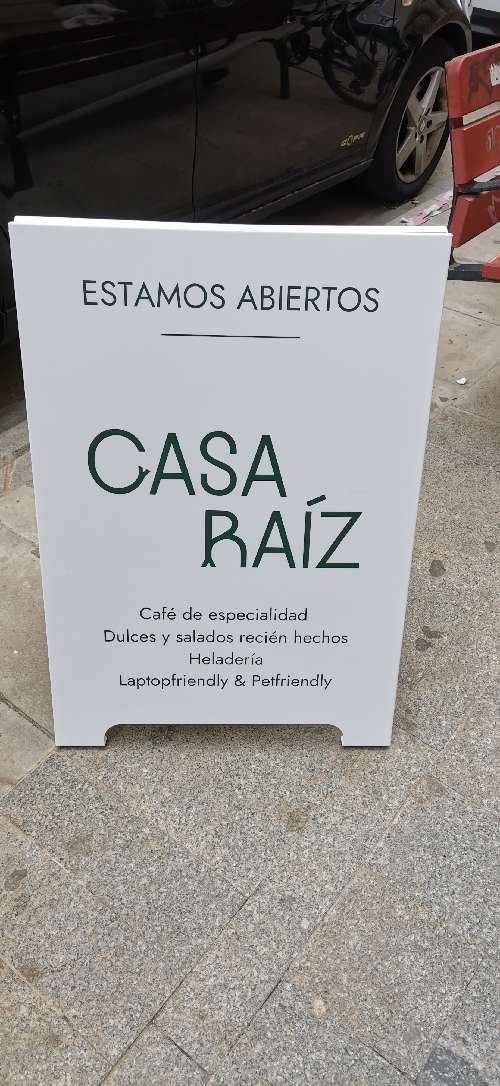 ESTAMOS ABIERTOS
CASA
RAÍZ
Café de especialidad
Dulces y salados recién hechos
Heladería
Laptopfriendly & Petfriendly